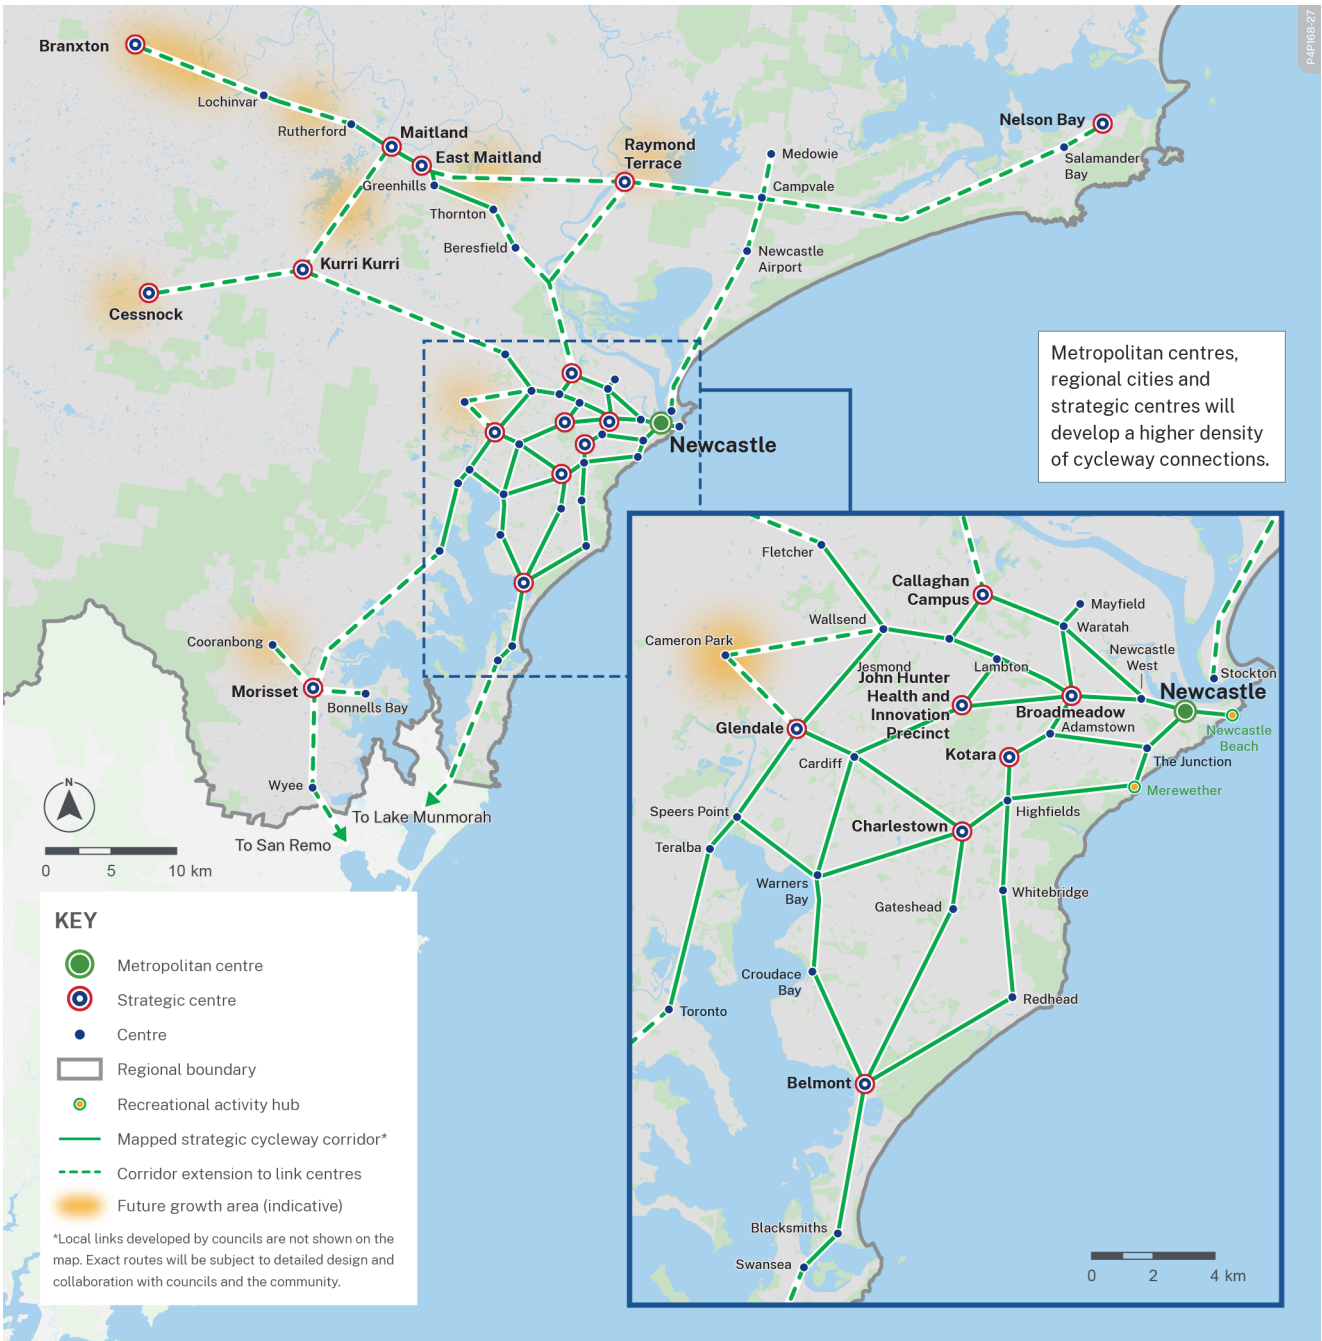 P4P168-27
Branxton
Lochinvar
Rutherford
Maitland
East Maitland
Greenhills
Thornton
Beresfield
Raymond
Terrace
Medowie
Campvale
Newcastle
Airport
Nelson Bay
Salamander
Bay
Kurri Kurri
Cessnock
Newcastle
Metropolitan centres,
regional cities and
strategic centres will
develop a higher density
of cycleway connections.
Cooranbong
Morisset
Bonnells Bay
Wyee
To Lake Munmorah
To San Remo
N
0 5 10 km
Fletcher
Callaghan
Campus
Mayfield
Waratah
Wallsend
Cameron Park
Newcastle
West
Jesmond
Lambton
Stockton
John Hunter
Health and
Innovation
Precinct
Newcastle
Broadmeadow
Glendale
Adamstown
Newcastle
Beach
Kotara
Cardiff
The Junction
Merewether
Speers Point
Highfields
Charlestown
Teralba
Warners
Bay
Whitebridge
Gateshead
Croudace
Bay
Redhead
Toronto
Belmont
Blacksmiths
Swansea
0 2 4 km
KEY
Metropolitan centre
Strategic centre
Centre
Regional boundary
Recreational activity hub
Mapped strategic cycleway corridor*
Corridor extension to link centres
Future growth area (indicative)
*Local links developed by councils are not shown on the
map. Exact routes will be subject to detailed design and
collaboration with councils and the community.